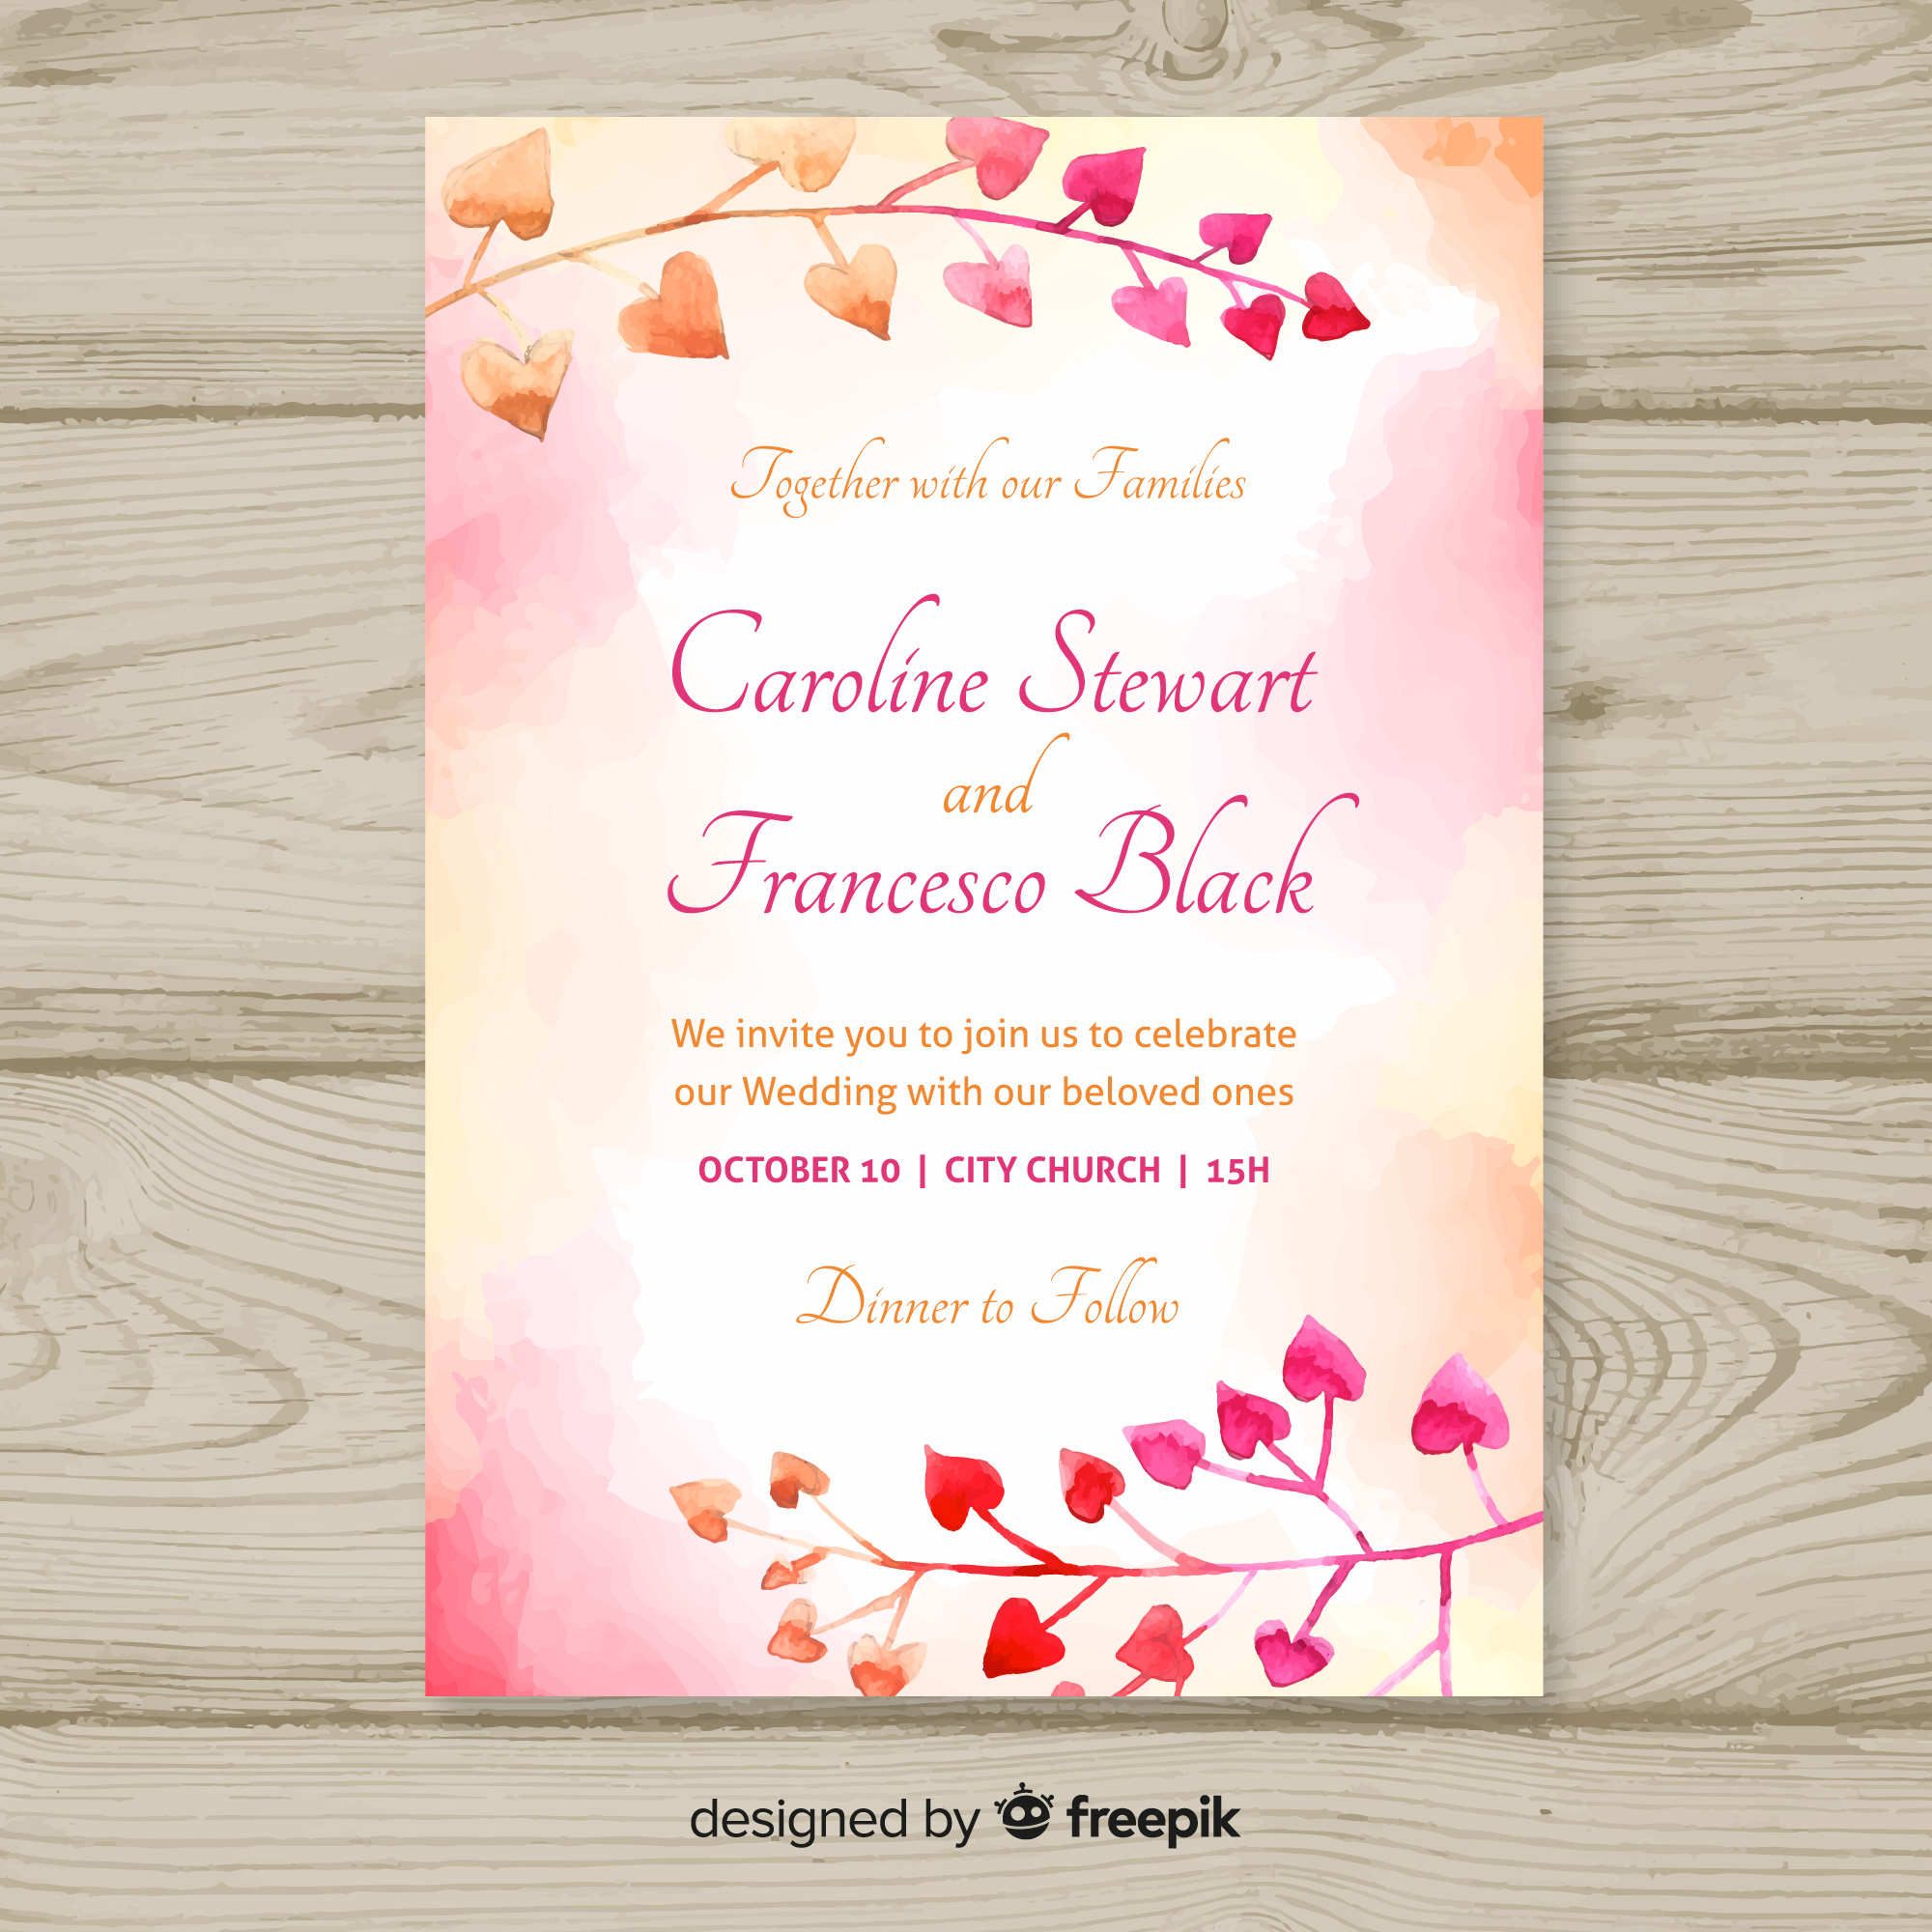 Together with our Families
Caroline Stewart
and
Francesco Black
We invite you to join us to celebrate
our Wedding with our beloved ones
OCTOBER 10 | CITY CHURCH | 15H
Dinner to Follow
designed by freepik